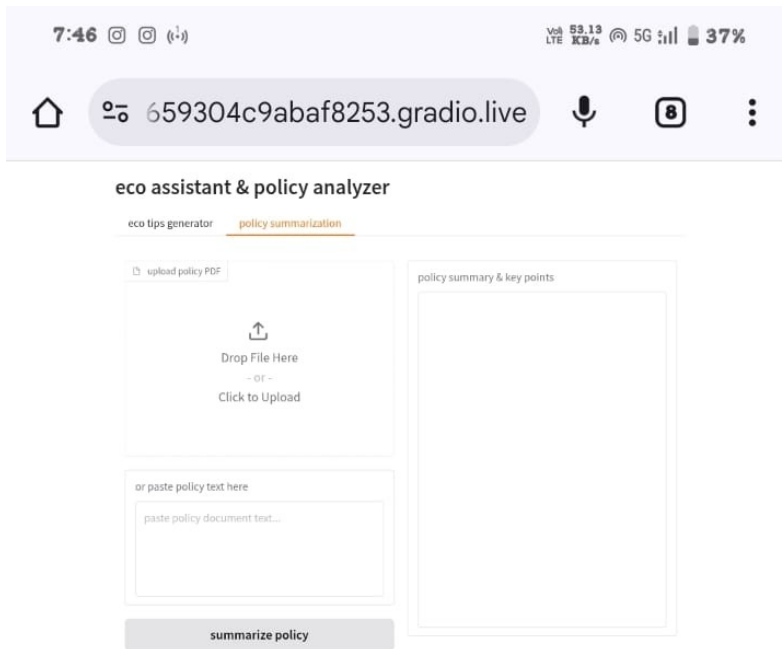 7:46
Vo) LTE 53.13 KB/s 5G 37%
659304c9abaf8253.gradio.live
8
eco assistant & policy analyzer
eco tips generator policy summarization
upload policy PDF
Drop File Here
- or -
Click to Upload
or paste policy text here
paste policy document text...
summarize policy
policy summary & key points